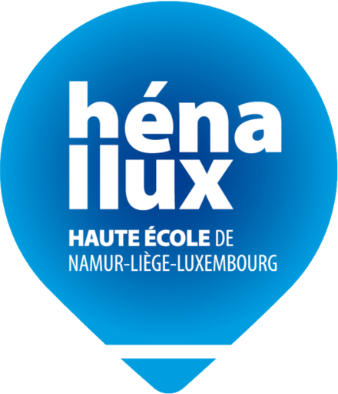 héna
llux
HAUTE ÉCOLE DE
NAMUR-LIÈGE-LUXEMBOURG